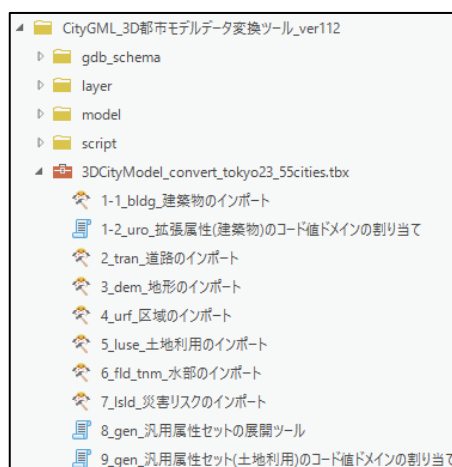 CityGML_3D都市モデルデータ変換ツール_ver112
gdb_schema
layer
model
script
3DCityModel_convert_tokyo23_55cities.tbx
1-1_bldg_建築物のインポート
1-2_uro_拡張属性(建築物)のコード値ドメインの割り当て
2_tran_道路のインポート
3_dem_地形のインポート
4_urf_区域のインポート
5_luse_土地利用のインポート
6_fld_tnm_水部のインポート
7_lsld_災害リスクのインポート
8_gen_汎用属性セットの展開ツール
9_gen_汎用属性セット(土地利用)のコード値ドメインの割り当て